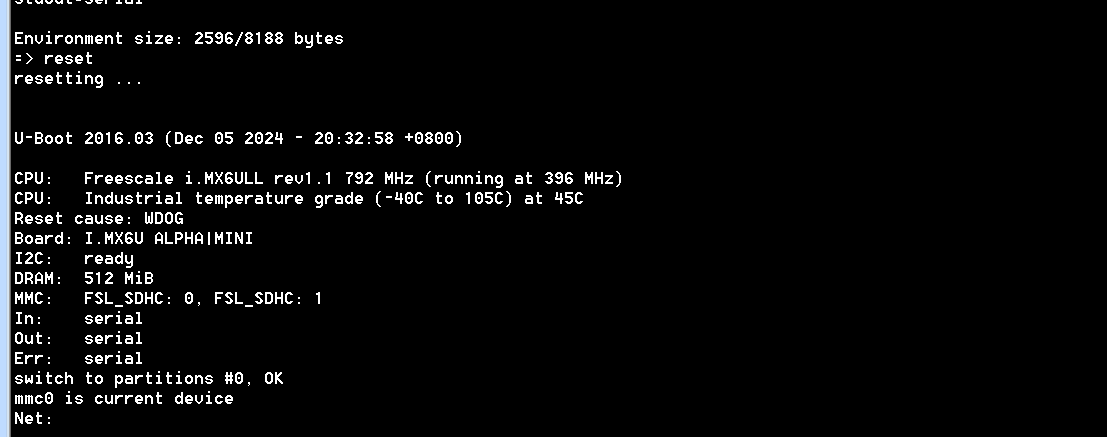 stdout=serial
Environment size: 2596/8188 bytes
=> reset
resetting ...
U-Boot 2016.03 (Dec 05 2024 - 20:32:58 +0800)
CPU:   Freescale i.MX6ULL rev1.1 792 MHz (running at 396 MHz)
CPU:   Industrial temperature grade (-40C to 105C) at 45C
Reset cause: WDOG
Board: I.MX6U ALPHA|MINI
I2C:   ready
DRAM:  512 MiB
MMC:   FSL_SDHC: 0, FSL_SDHC: 1
In:    serial
Out:   serial
Err:   serial
switch to partitions #0, OK
mmc0 is current device
Net: